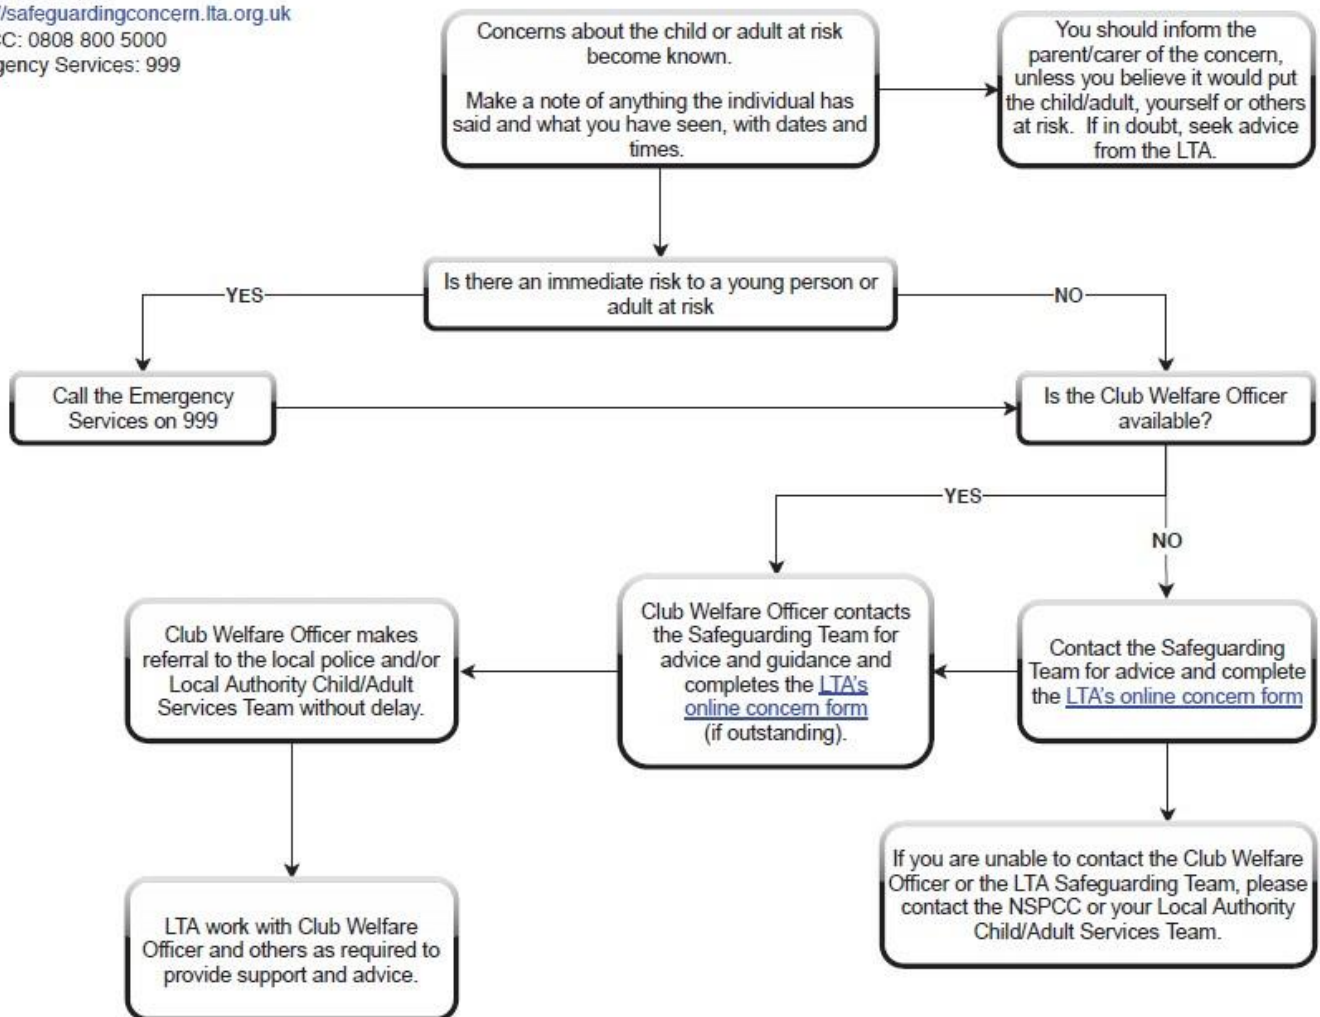 //safeguardingconcern.lta.org.uk
CC: 0808 800 5000
gency Services: 999
Concerns about the child or adult at risk
become known.
Make a note of anything the individual has
said and what you have seen, with dates and
times.
You should inform the
parent/carer of the concern,
unless you believe it would put
the child/adult, yourself or others
at risk. If in doubt, seek advice
from the LTA.
Is there an immediate risk to a young person or
adult at risk
YES
NO
Call the Emergency
Services on 999
Is the Club Welfare Officer
available?
YES
NO
Club Welfare Officer makes
referral to the local police and/or
Local Authority Child/Adult
Services Team without delay.
Club Welfare Officer contacts
the Safeguarding Team for
advice and guidance and
completes the LTA's
online concern form
(if outstanding).
Contact the Safeguarding
Team for advice and complete
the LTA's online concern form
If you are unable to contact the Club Welfare
Officer or the LTA Safeguarding Team, please
contact the NSPCC or your Local Authority
Child/Adult Services Team.
LTA work with Club Welfare
Officer and others as required to
provide support and advice.